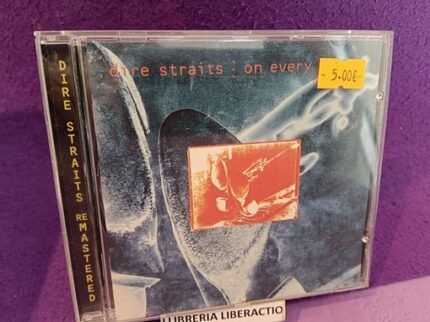 dire straits : on every
- 5.00€
DIRE STRAITS REMASTERED
LLIBRERIA LIBERACTIO